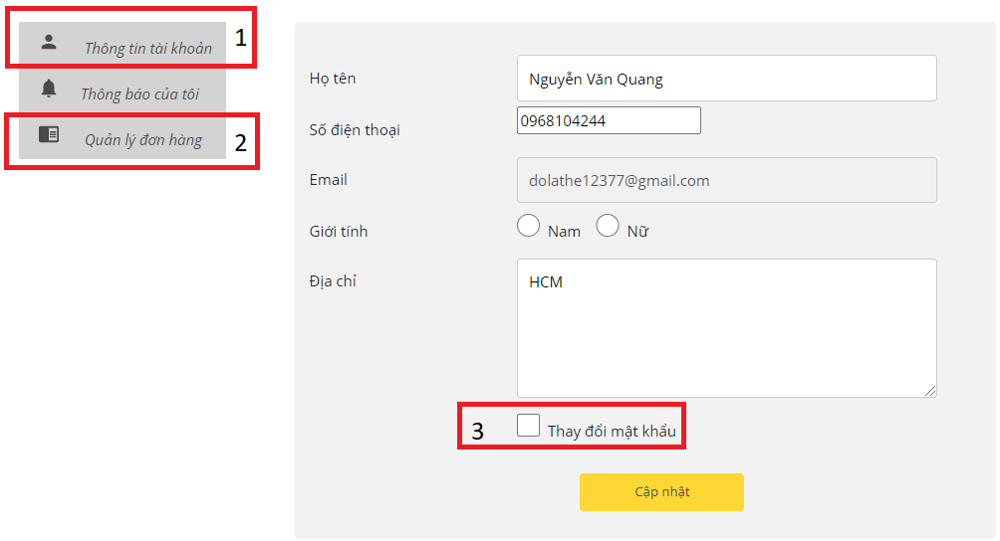 Thông tin tài khoản 1
Thông báo của tôi
Quản lý đơn hàng 2
Họ tên Nguyễn Văn Quang
Số điện thoại 0968104244
Email dolathe12377@gmail.com
Giới tính Nam Nữ
Địa chỉ HCM
3 Thay đổi mật khẩu
Cập nhật